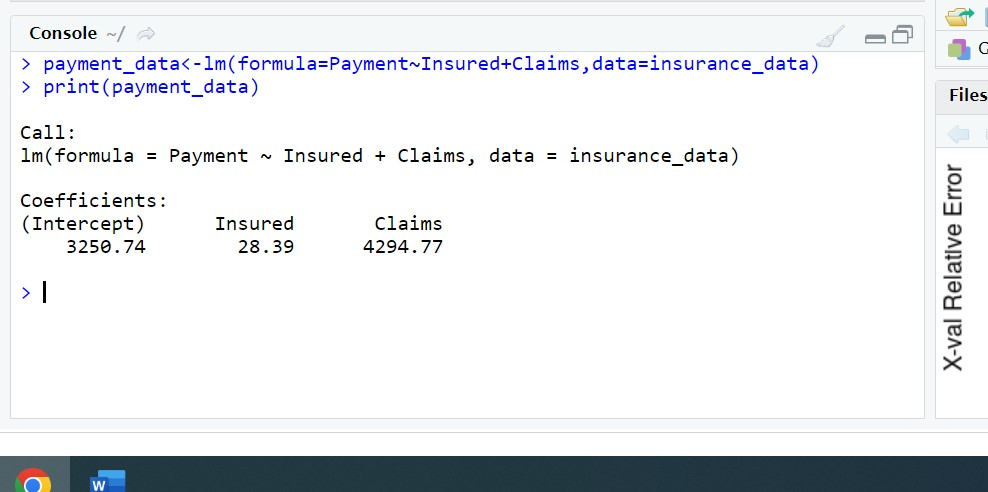 Console ~/
> payment_data<-lm(formula=Payment~Insured+Claims,data=insurance_data)
> print(payment_data)
Call:
lm(formula = Payment ~ Insured + Claims, data = insurance_data)
Coefficients:
(Intercept)      Insured       Claims
    3250.74        28.39      4294.77
>
G
Files
X-val Relative Error
W